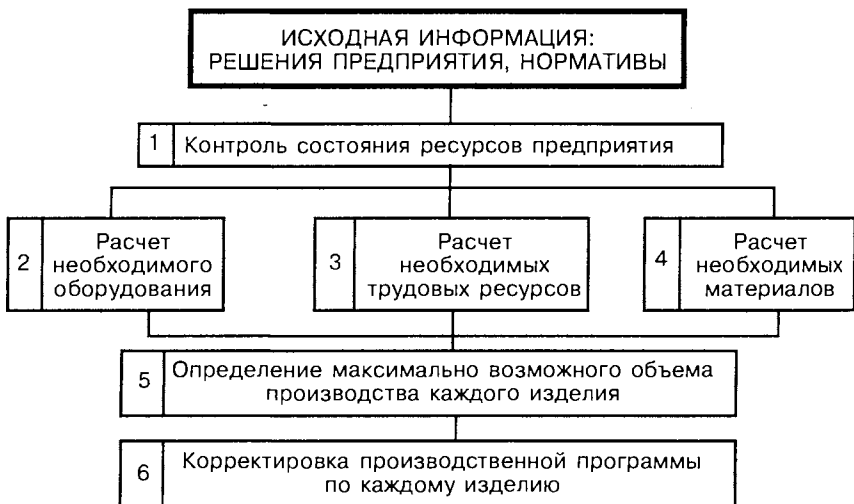 ИСХОДНАЯ ИНФОРМАЦИЯ:
РЕШЕНИЯ ПРЕДПРИЯТИЯ, НОРМАТИВЫ
1 Контроль состояния ресурсов предприятия
2 Расчет
необходимого
оборудования
3 Расчет
необходимых
трудовых ресурсов
4 Расчет
необходимых
материалов
5 Определение максимально возможного объема
производства каждого изделия
6 Корректировка производственной программы
по каждому изделию